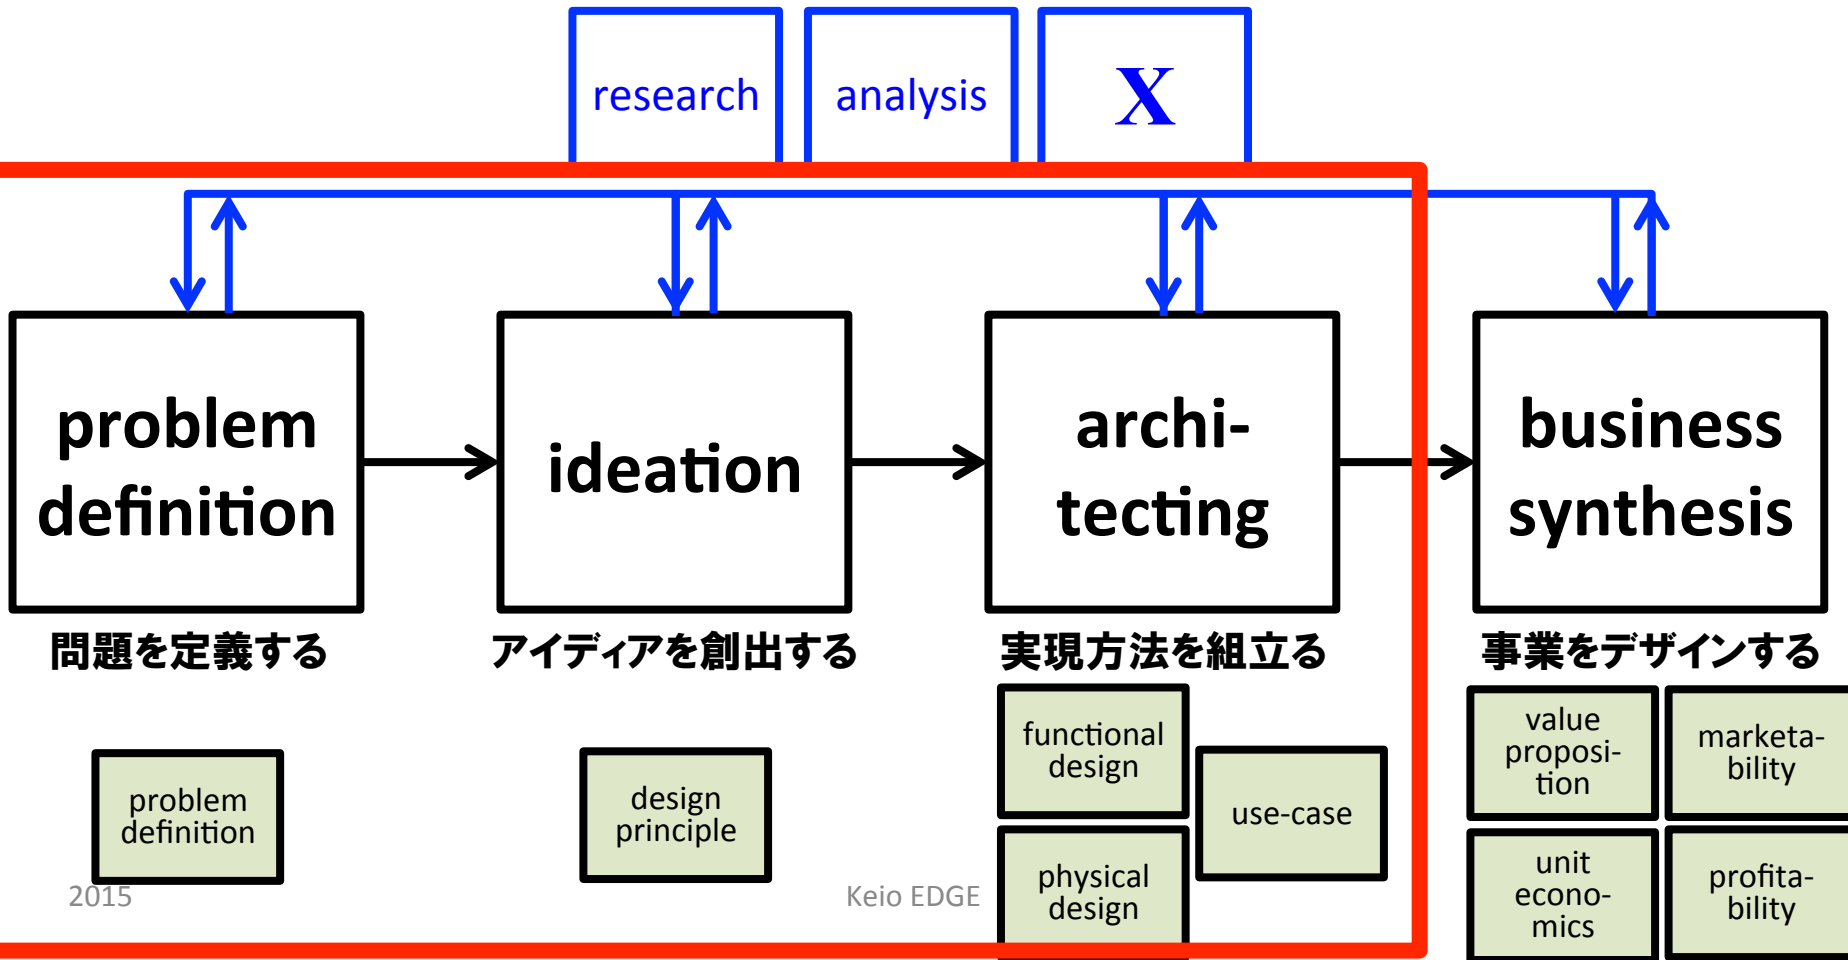 research
analysis
X
problem
definition
ideation
archi-
tecting
business
synthesis
問題を定義する
アイディアを創出する
実現方法を組立る
事業をデザインする
problem
definition
design
principle
functional
design
use-case
physical
design
value
proposi-
tion
marketa-
bility
unit
econo-
mics
profita-
bility
2015
Keio EDGE